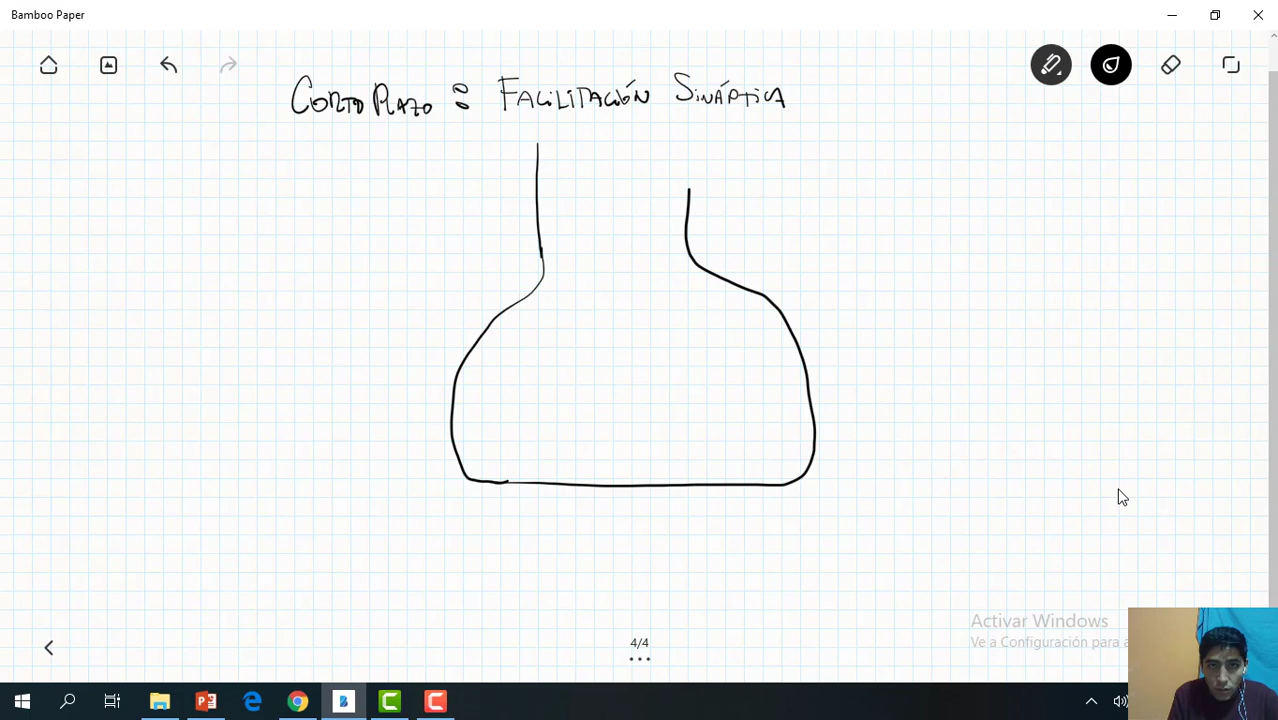 Bamboo Paper
CORTO PLAZO : FACILITACIÓN SINÁPTICA
Activar Windows
Ve a Configuración para a
4/4